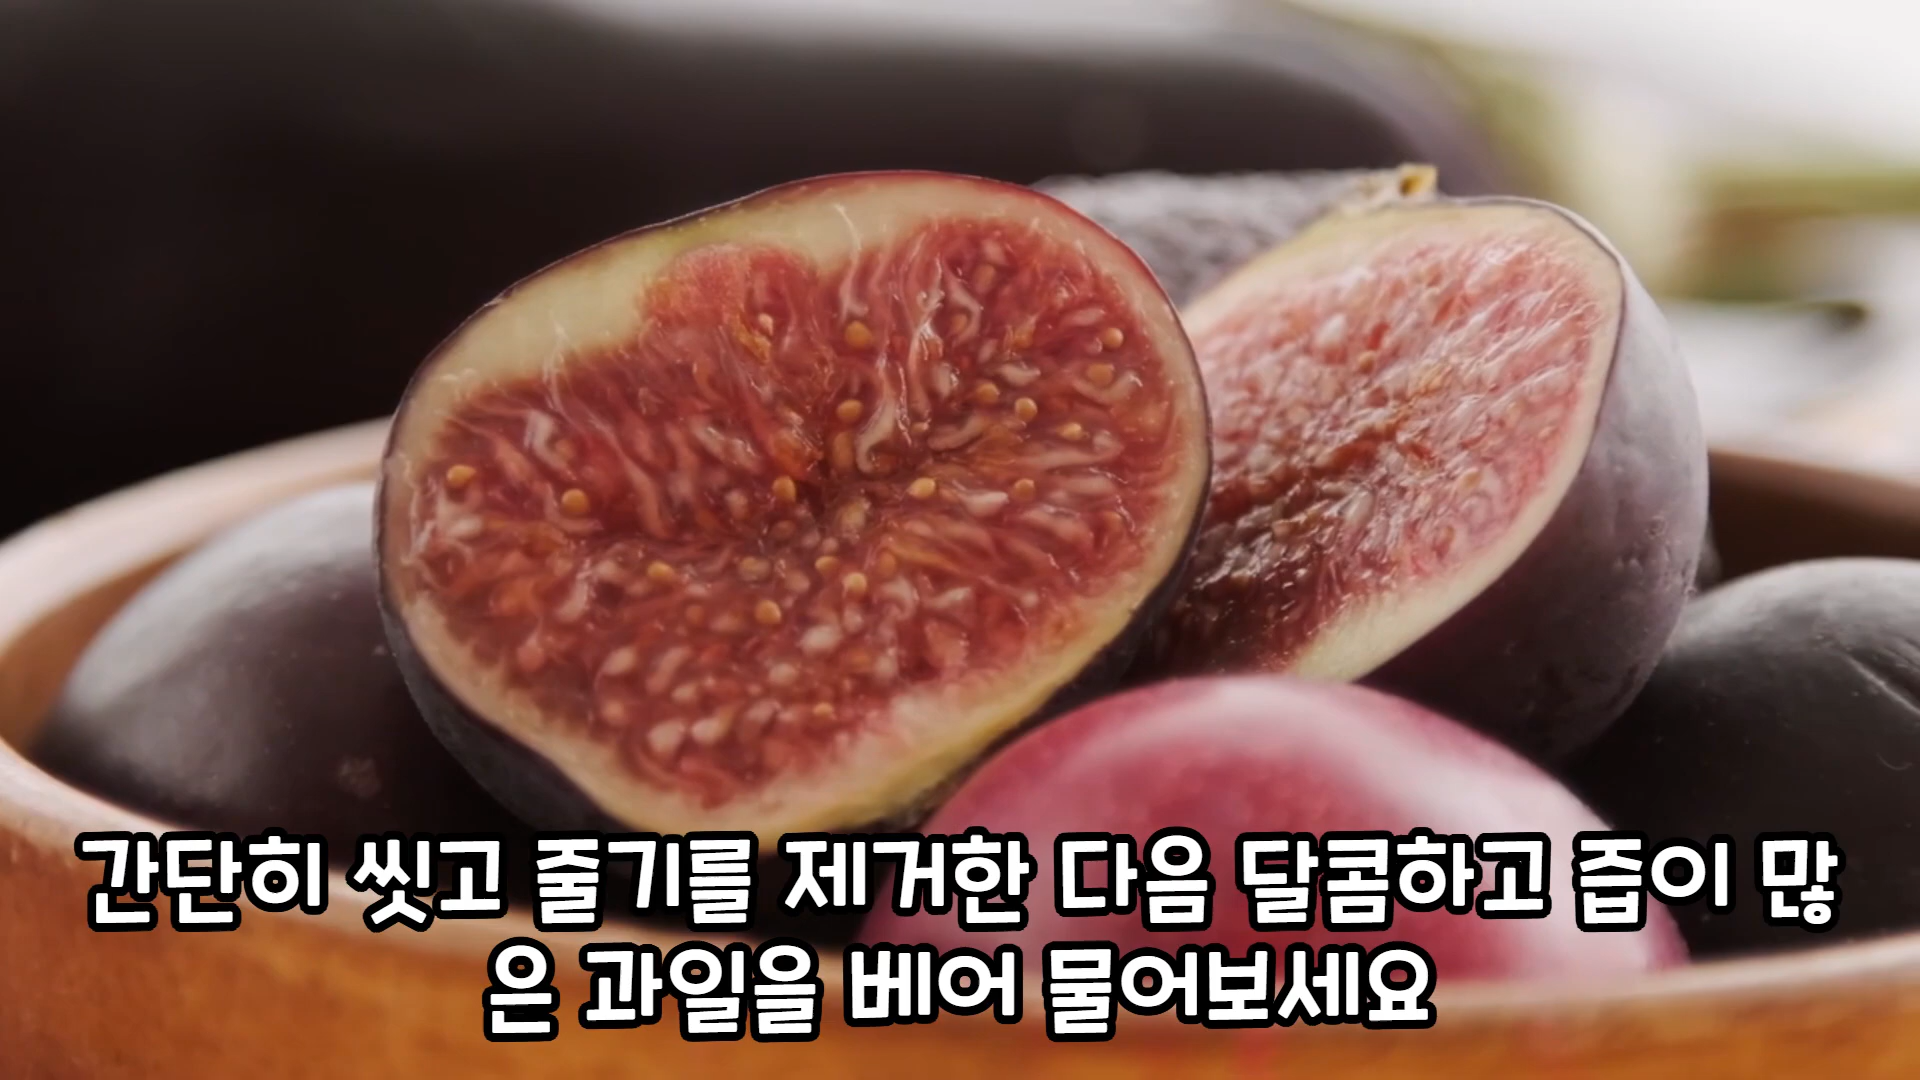 간단히 씻고 줄기를 제거한 다음 달콤하고 즙이 많
은 과일을 베어 물어보세요